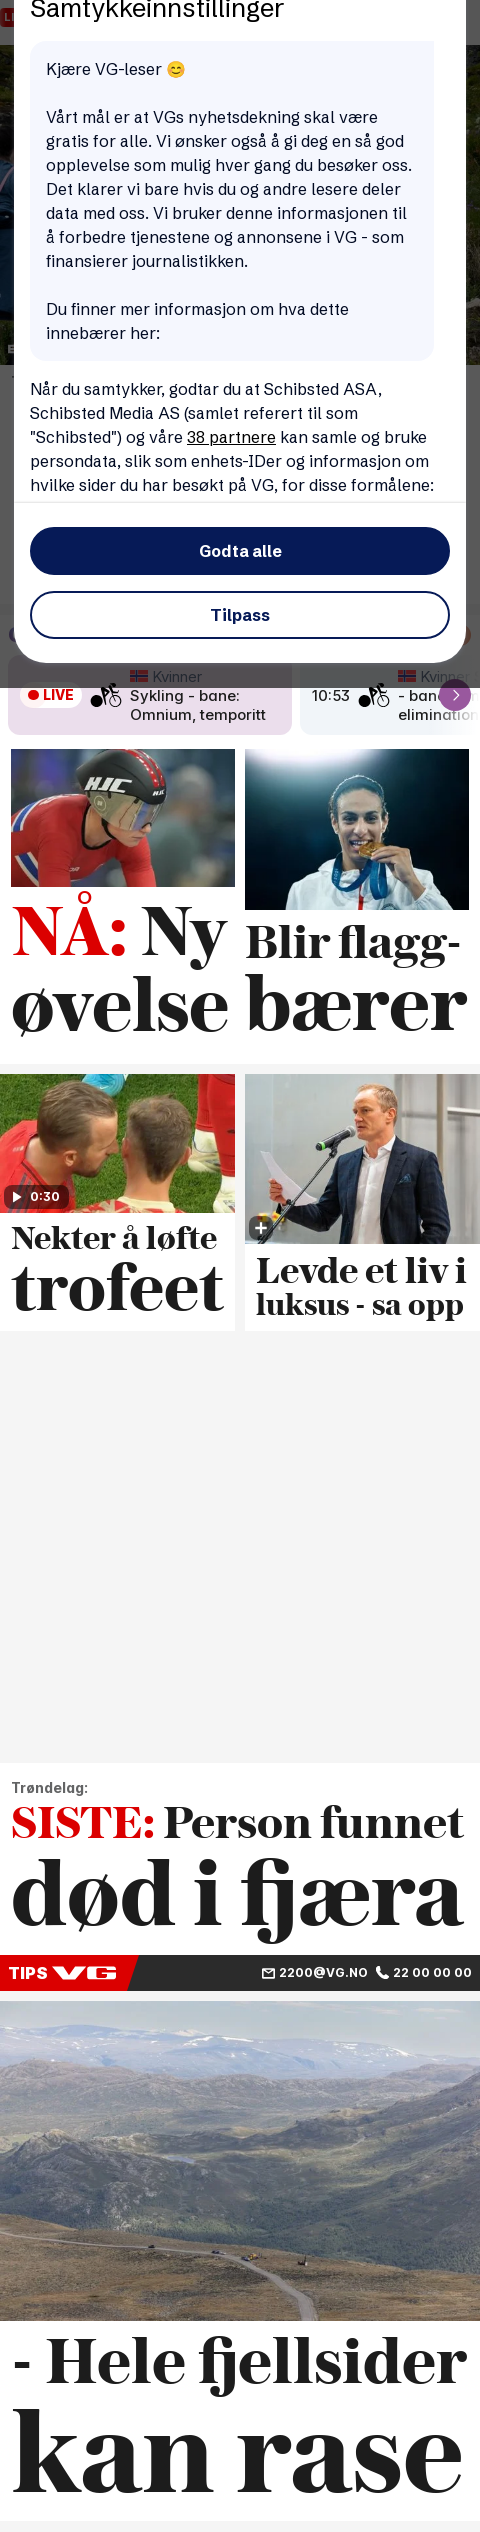 Samtykkeinnstillinger
Kjære VG-leser 😊
Vårt mål er at VGs nyhetsdekning skal være
gratis for alle. Vi ønsker også å gi deg en så god
opplevelse som mulig hver gang du besøker oss.
Det klarer vi bare hvis du og andre lesere deler
data med oss. Vi bruker denne informasjonen til
å forbedre tjenestene og annonsene i VG - som
finansierer journalistikken.
Du finner mer informasjon om hva dette
innebærer her:
Når du samtykker, godtar du at Schibsted ASA,
Schibsted Media AS (samlet referert til som
"Schibsted") og våre 38 partnere kan samle og bruke
persondata, slik som enhets-IDer og informasjon om
hvilke sider du har besøkt på VG, for disse formålene:
Godta alle
Tilpass
LIVE
Kvinner
Sykling - bane:
Omnium, temporitt
10:53
Kvinner
- bane
elimination
HJC
HJC
NÅ: Ny
øvelse
Blir flagg-
bærer
0:30
Nekter å løfte
trofeet
Levde et liv i
luksus - sa opp
Trøndelag:
SISTE: Person funnet
død i fjæra
TIPS VG
2200@VG.NO 22 00 00 00
- Hele fjellsider
kan rase